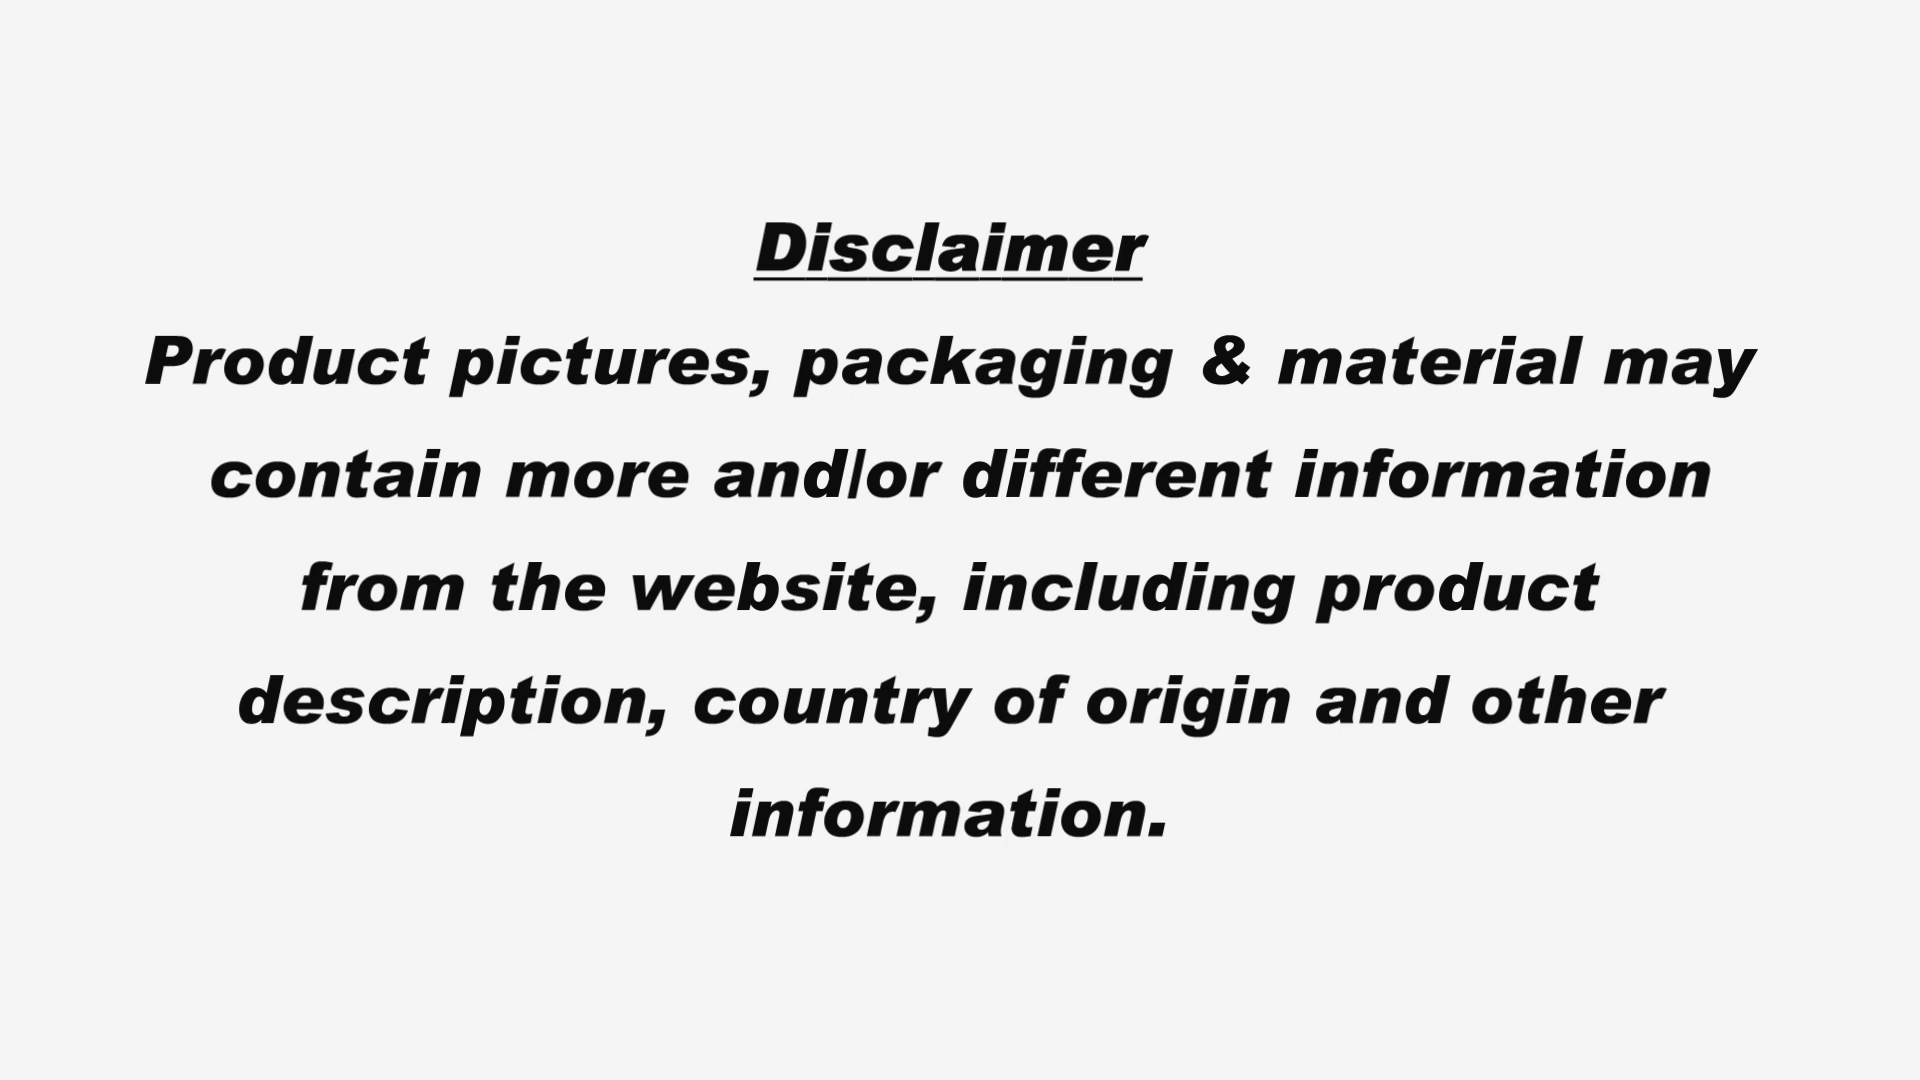 Disclaimer
Product pictures, packaging & material may
contain more and/or different information
from the website, including product
description, country of origin and other
information.